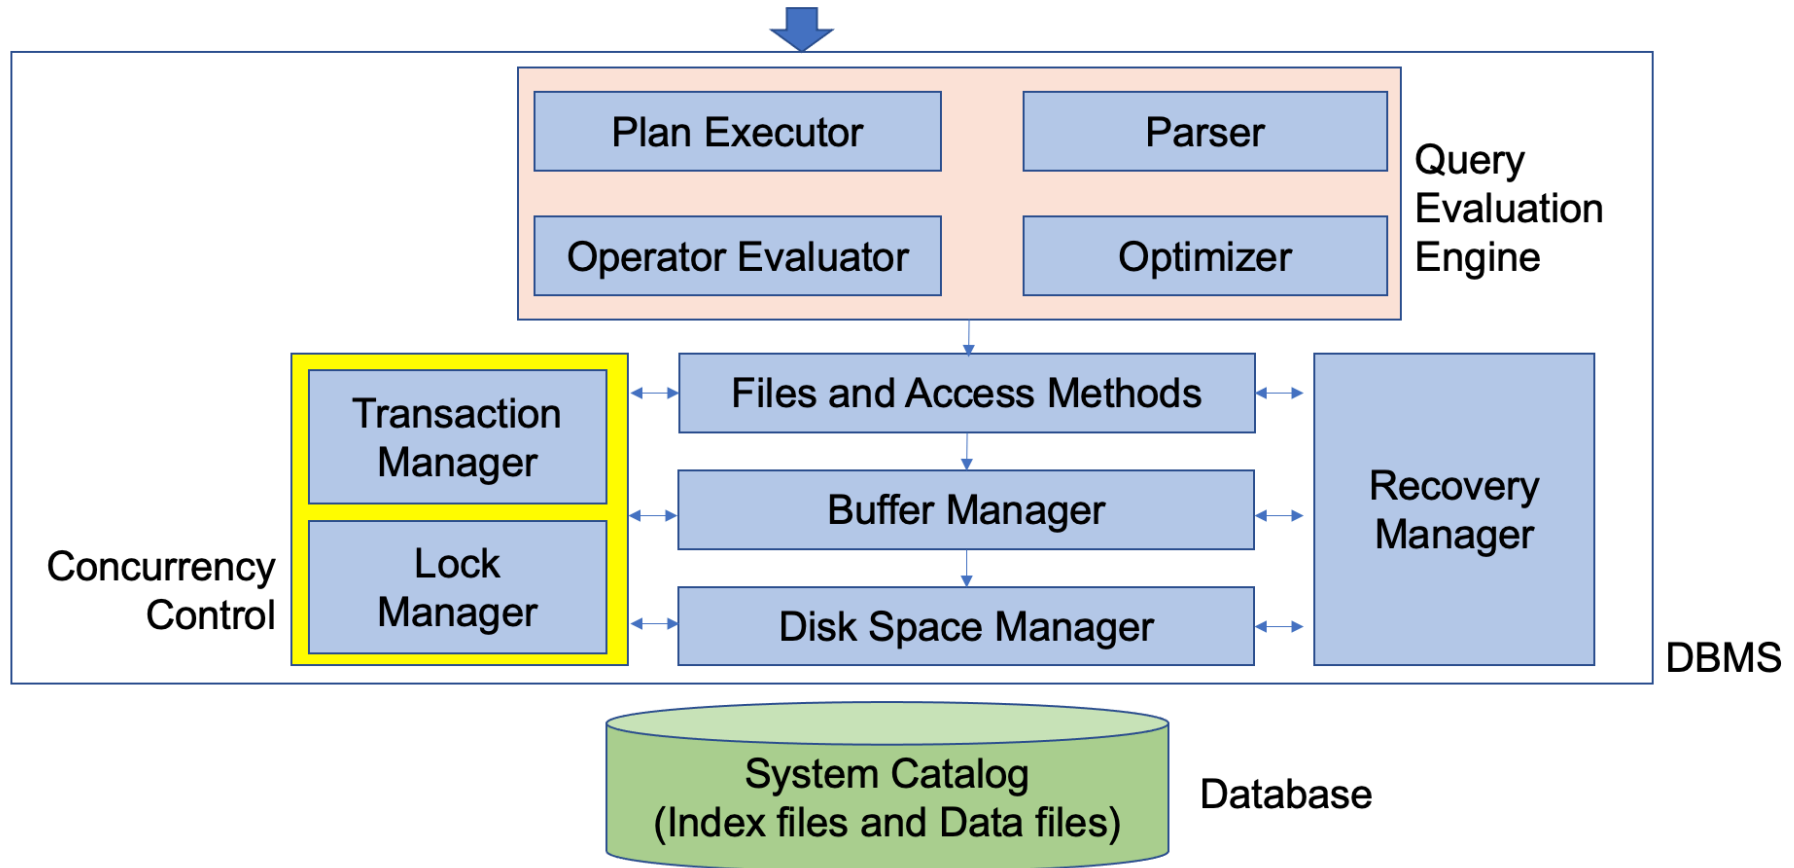 Plan Executor
Parser
Operator Evaluator
Optimizer
Query
Evaluation
Engine
Transaction
Manager
Lock
Manager
Concurrency
Control
Files and Access Methods
Buffer Manager
Disk Space Manager
Recovery
Manager
DBMS
System Catalog
(Index files and Data files)
Database